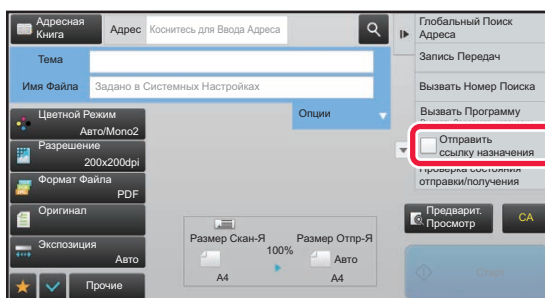 Адресная
Книга
Адрес
Коснитесь для Ввода Адреса
Тема
Имя Файла
Задано в Системных Настройках
Опции
Цветной Режим
Авто/Mono2
Разрешение
200x200dpi
Формат Файла
PDF
Оригинал
Экспозиция
Авто
Прочие
Размер Скан-Я
A4
100%
Размер Отпр-Я
Авто
A4
Глобальный Поиск
Адреса
Запись Передач
Вызвать Номер Поиска
Вызвать Программу
Отправить
ссылку назначения
Проверка состояния
отправки/получения
Предварит.
Просмотр
CA
Старт